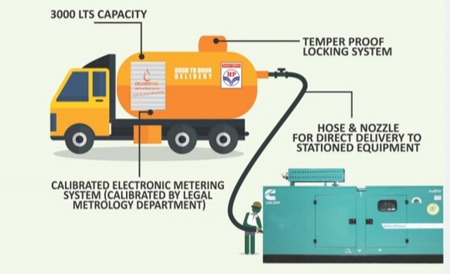 3000 LTS CAPACITY
TEMPER PROOF
LOCKING SYSTEM
DOOR TO DOOR
DELIVERY
HP
HOSE & NOZZLE
FOR DIRECT DELIVERY TO
STATIONED EQUIPMENT
CALIBRATED ELECTRONIC METERING
SYSTEM (CALIBRATED BY LEGAL
METROLOGY DEPARTMENT)